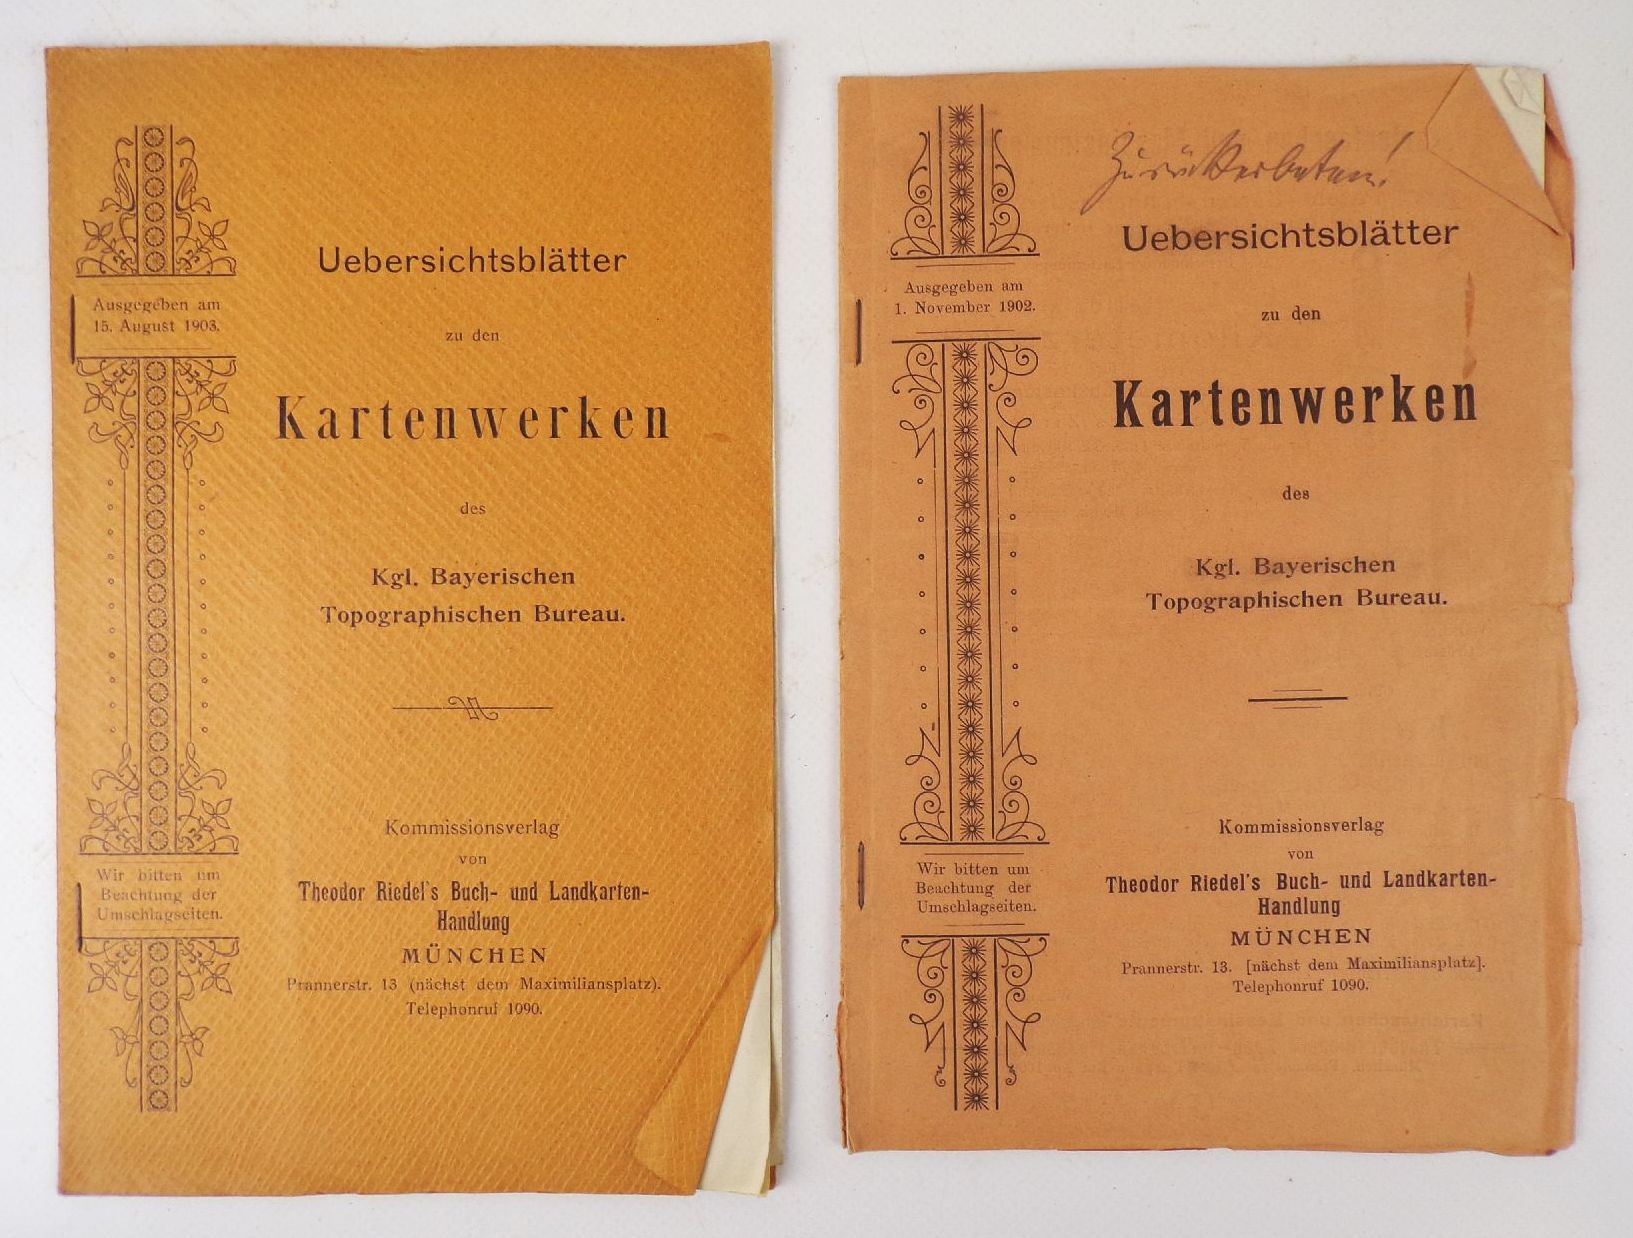 Uebersichtsblätter
Ausgegeben am
15. August 1903.
zu den
Kartenwerken
des
Kgl. Bayerischen
Topographischen Bureau.
Kommissionsverlag
von
Wir bitten um
Beachtung der
Umschlagseiten.
Theodor Riedel's Buch- und Landkarten-
Handlung
MÜNCHEN
Prannerstr. 13 (nächst dem Maximiliansplatz).
Telephonruf 1090.
Zurückerbeten!
Uebersichtsblätter
Ausgegeben am
1. November 1902.
zu den
Kartenwerken
des
Kgl. Bayerischen
Topographischen Bureau.
Kommissionsverlag
von
Wir bitten um
Beachtung der
Umschlagseiten.
Theodor Riedel's Buch- und Landkarten-
Handlung
MÜNCHEN
Prannerstr. 13. [nächst dem Maximiliansplatz].
Telephonruf 1090.